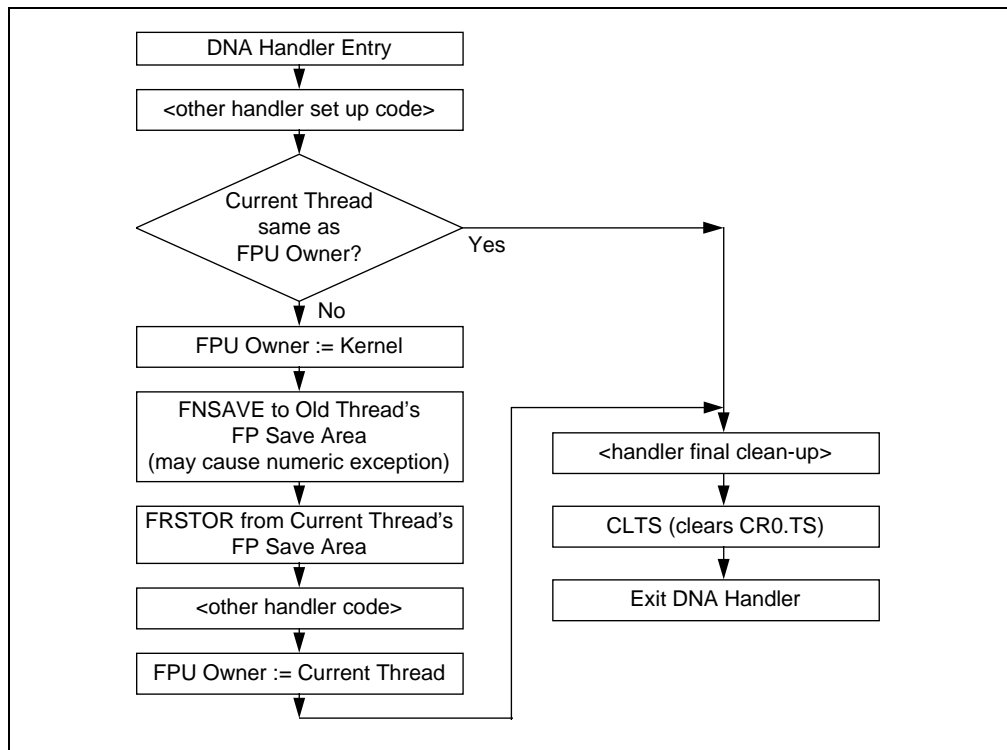 DNA Handler Entry
<other handler set up code>
Current Thread
same as
FPU Owner?
Yes
No
FPU Owner := Kernel
FNSAVE to Old Thread’s
FP Save Area
(may cause numeric exception)
FRSTOR from Current Thread’s
FP Save Area
<other handler code>
FPU Owner := Current Thread
<handler final clean-up>
CLTS (clears CR0.TS)
Exit DNA Handler